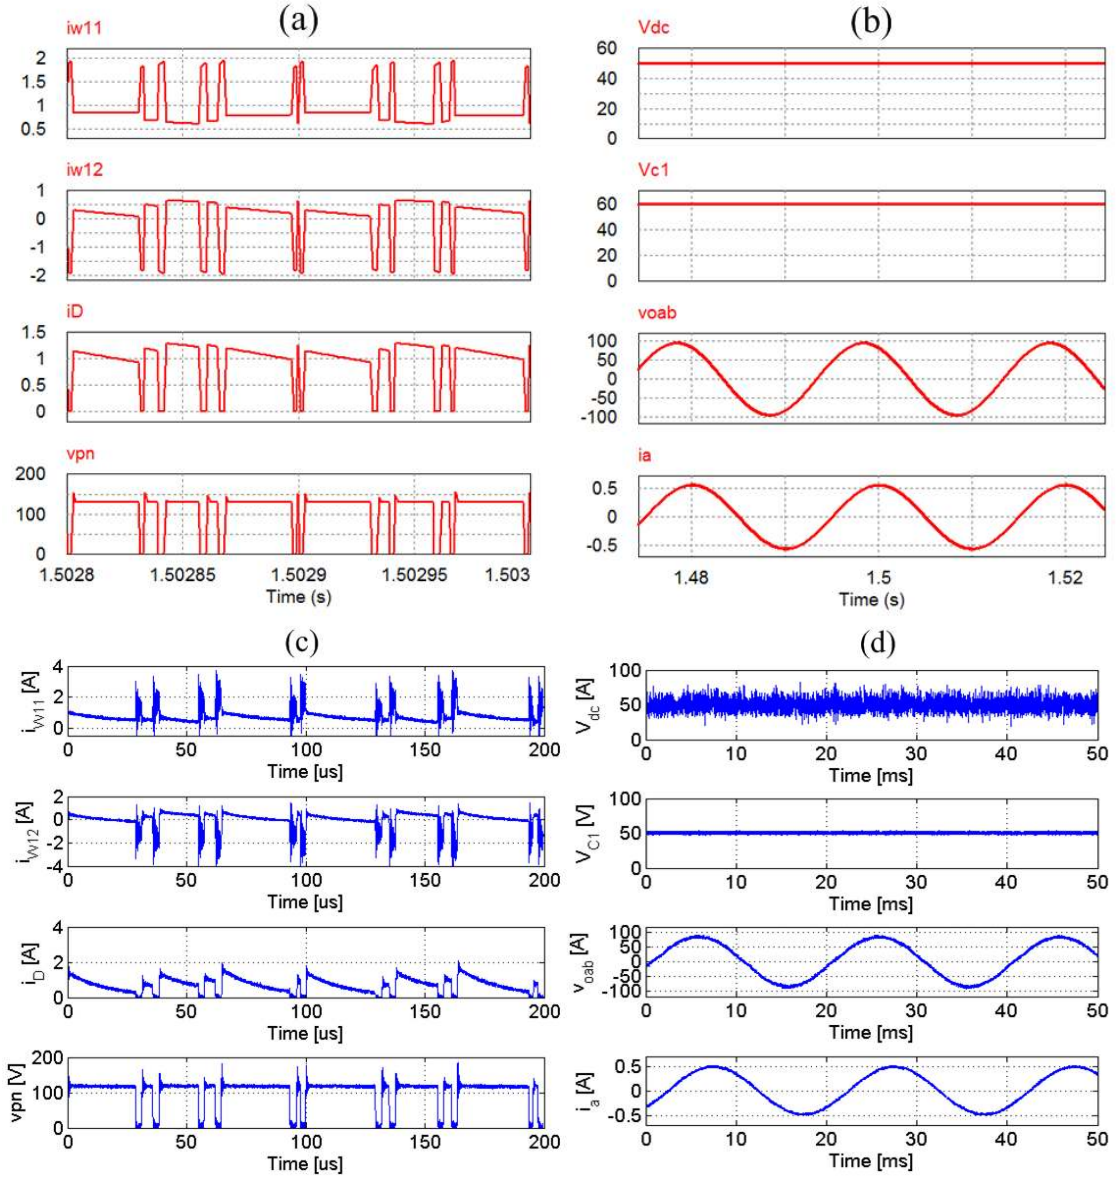 (a)
iw11
2
1.5
1
0.5
iw12
1
0
-1
-2
iD
1.5
1
0.5
0
vpn
200
100
0
1.5028 1.50285 1.5029 1.50295 1.503
Time (s)
(b)
Vdc
60
40
20
0
Vc1
60
40
20
0
voab
100
50
0
-50
-100
ia
0.5
0
-0.5
1.48 1.5 1.52
Time (s)
(c)
iW11 [A]
4
2
0
0 50 100 150 200
Time [us]
iW12 [A]
2
0
-2
-4
0 50 100 150 200
Time [us]
iD [A]
4
2
0
0 50 100 150 200
Time [us]
vpn [V]
200
100
0
0 50 100 150 200
Time [us]
(d)
Vdc [A]
100
50
0
0 10 20 30 40 50
Time [ms]
VC1 [V]
100
50
0
0 10 20 30 40 50
Time [ms]
voab [A]
100
50
0
-50
-100
0 10 20 30 40 50
Time [ms]
ia [A]
0.5
0
-0.5
0 10 20 30 40 50
Time [ms]